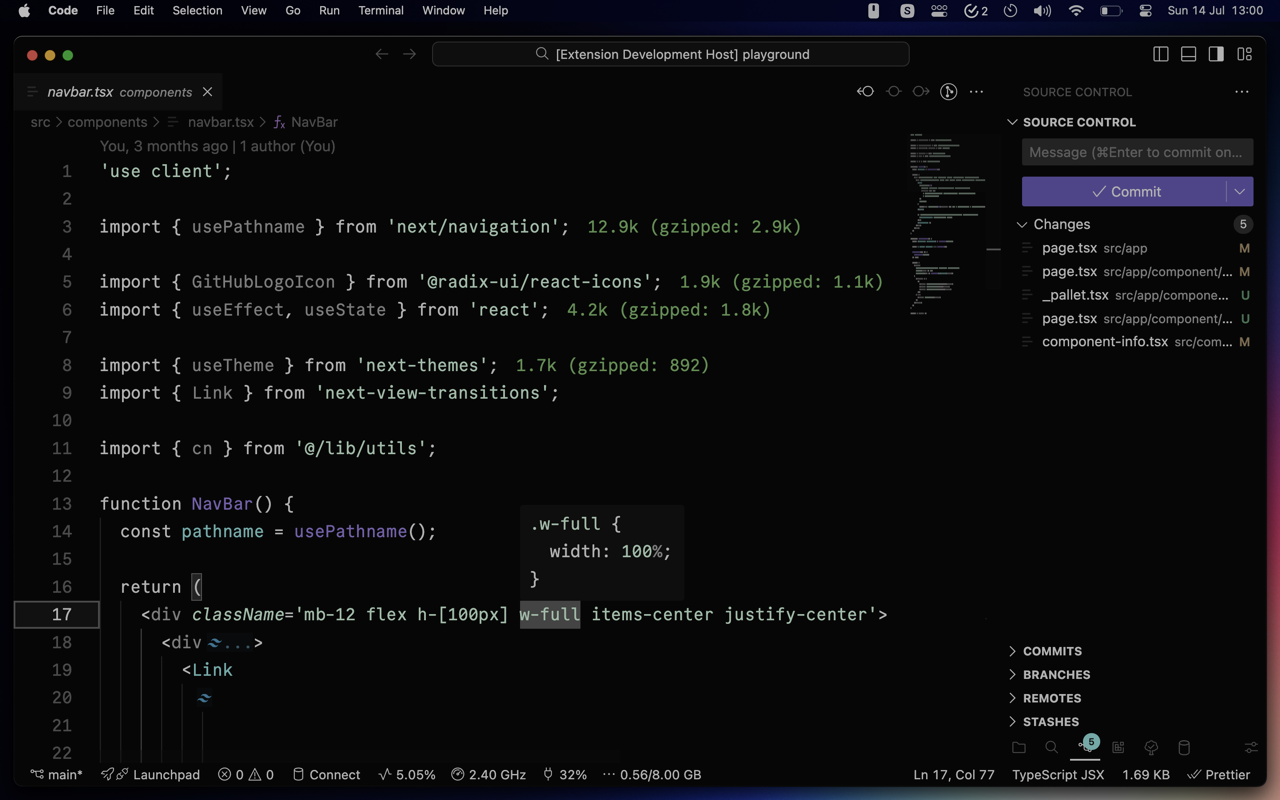 Code File Edit Selection View Go Run Terminal Window Help S 2 Sun 14 Jul 13:00
[Extension Development Host] playground
navbar.tsx components
SOURCE CONTROL
src > components > navbar.tsx > NavBar
SOURCE CONTROL
Message (⌘Enter to commit on...
Commit
Changes 5
page.tsx src/app M
page.tsx src/app/component/... M
_pallet.tsx src/app/compone... U
page.tsx src/app/component/... U
component-info.tsx src/com... M
You, 3 months ago | 1 author (You)
1 'use client';
2
3 import { usePathname } from 'next/navigation'; 12.9k (gzipped: 2.9k)
4
5 import { GitHubLogoIcon } from '@radix-ui/react-icons'; 1.9k (gzipped: 1.1k)
6 import { useEffect, useState } from 'react'; 4.2k (gzipped: 1.8k)
7
8 import { useTheme } from 'next-themes'; 1.7k (gzipped: 892)
9 import { Link } from 'next-view-transitions';
10
11 import { cn } from '@/lib/utils';
12
13 function NavBar() {
14 const pathname = usePathname();
15
16 return (
.w-full {
width: 100%;
}
17 <div className='mb-12 flex h-[100px] w-full items-center justify-center'>
18 <div ...>
19 <Link
20
21
22
COMMITS
BRANCHES
REMOTES
STASHES
5
main* Launchpad 0 0 Connect 5.05% 2.40 GHz 32% ... 0.56/8.00 GB Ln 17, Col 77 TypeScript JSX 1.69 KB Prettier